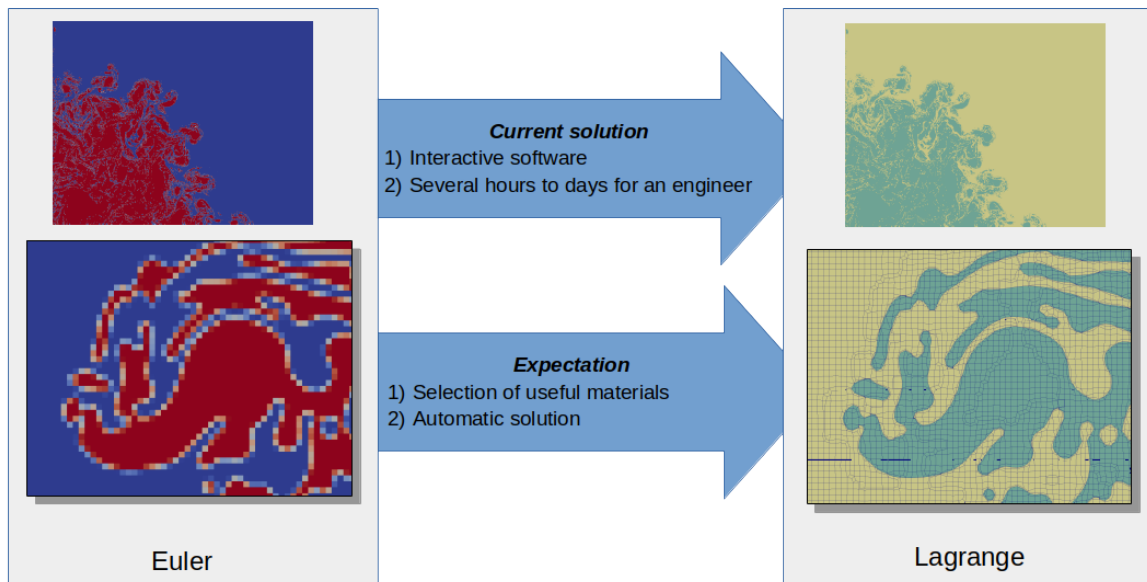 Current solution
1) Interactive software
2) Several hours to days for an engineer
Expectation
1) Selection of useful materials
2) Automatic solution
Euler
Lagrange